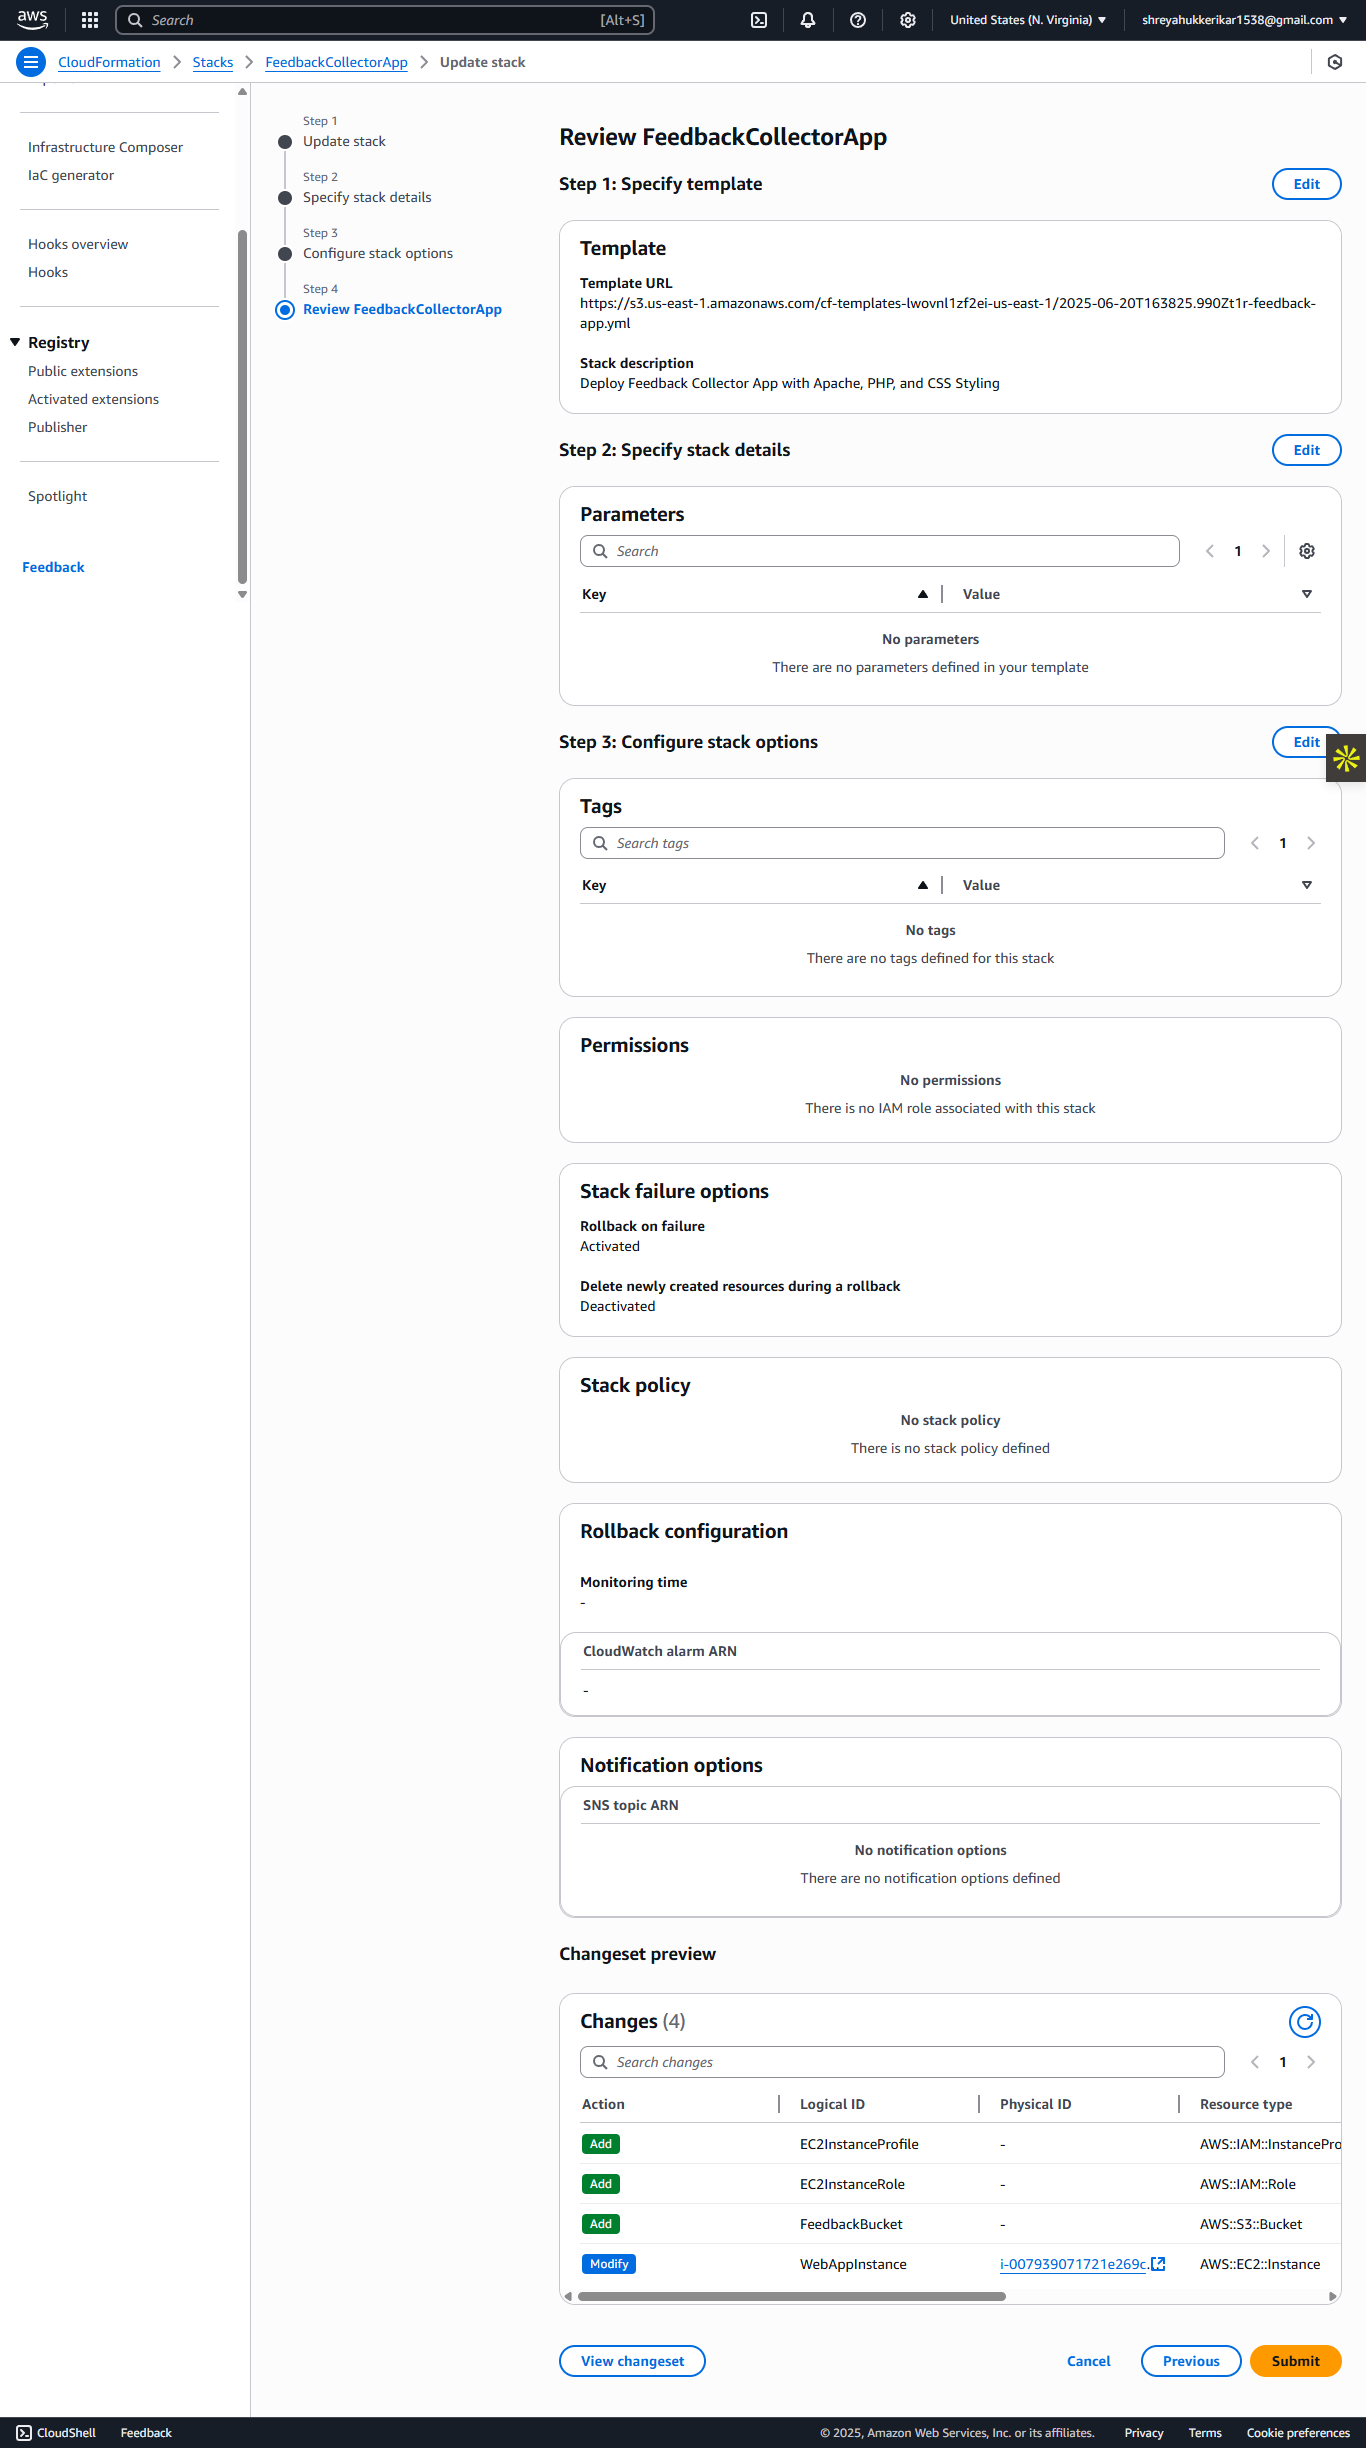 aws
Search
[Alt+S]
United States (N. Virginia)
shreyahukkerikar1538@gmail.com
CloudFormation
Stacks
FeedbackCollectorApp
Update stack
Infrastructure Composer
IaC generator
Hooks overview
Hooks
Registry
Public extensions
Activated extensions
Publisher
Spotlight
Feedback
Step 1
Update stack
Step 2
Specify stack details
Step 3
Configure stack options
Step 4
Review FeedbackCollectorApp
Review FeedbackCollectorApp
Step 1: Specify template
Edit
Template
Template URL
https://s3.us-east-1.amazonaws.com/cf-templates-lwovnl1zf2ei-us-east-1/2025-06-20T163825.990Zt1r-feedback-
app.yml
Stack description
Deploy Feedback Collector App with Apache, PHP, and CSS Styling
Step 2: Specify stack details
Edit
Parameters
Search
1
Key
Value
No parameters
There are no parameters defined in your template
Step 3: Configure stack options
Edit
Tags
Search tags
1
Key
Value
No tags
There are no tags defined for this stack
Permissions
No permissions
There is no IAM role associated with this stack
Stack failure options
Rollback on failure
Activated
Delete newly created resources during a rollback
Deactivated
Stack policy
No stack policy
There is no stack policy defined
Rollback configuration
Monitoring time
-
CloudWatch alarm ARN
-
Notification options
SNS topic ARN
No notification options
There are no notification options defined
Changeset preview
Changes (4)
Search changes
1
Action
Logical ID
Physical ID
Resource type
Add
EC2InstanceProfile
-
AWS::IAM::InstancePro
Add
EC2InstanceRole
-
AWS::IAM::Role
Add
FeedbackBucket
-
AWS::S3::Bucket
Modify
WebAppInstance
i-007939071721e269c
AWS::EC2::Instance
View changeset
Cancel
Previous
Submit
CloudShell
Feedback
© 2025, Amazon Web Services, Inc. or its affiliates.
Privacy
Terms
Cookie preferences